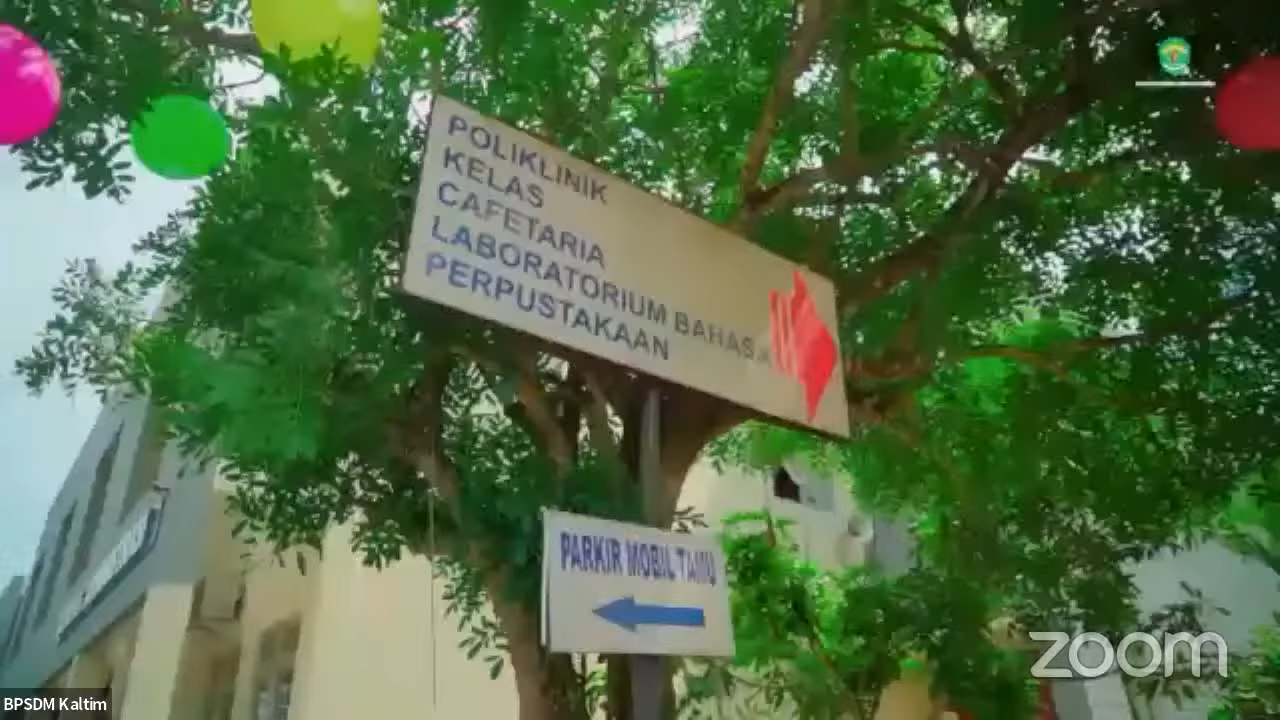 POLIKLINIK
KELAS
CAFETARIA
LABORATORIUM BAHASA
PERPUSTAKAAN
PARKIR MOBIL TAMU
zoom
BPSDM Kaltim